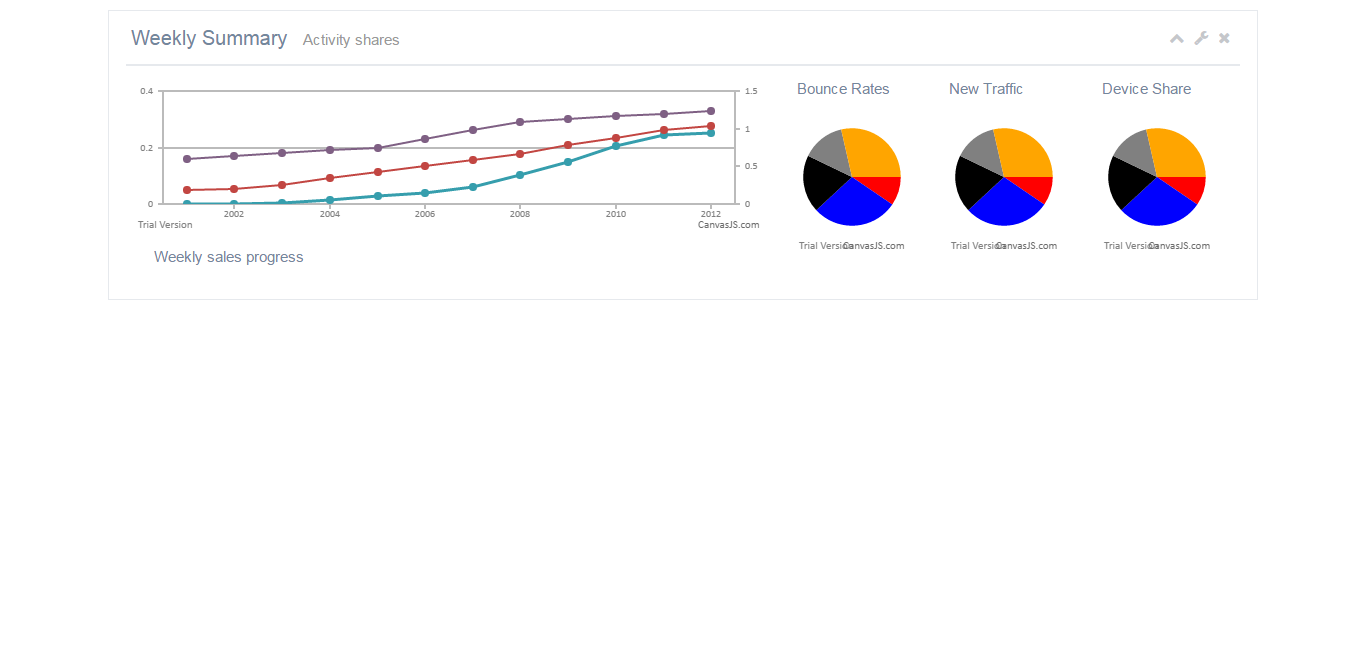 Weekly Summary Activity shares
0.4
0.2
0
1.5
1
0.5
0
2002 2004 2006 2008 2010 2012
Trial Version CanvasJS.com
Weekly sales progress
Bounce Rates New Traffic Device Share
Trial Version CanvasJS.com Trial Version CanvasJS.com Trial Version CanvasJS.com